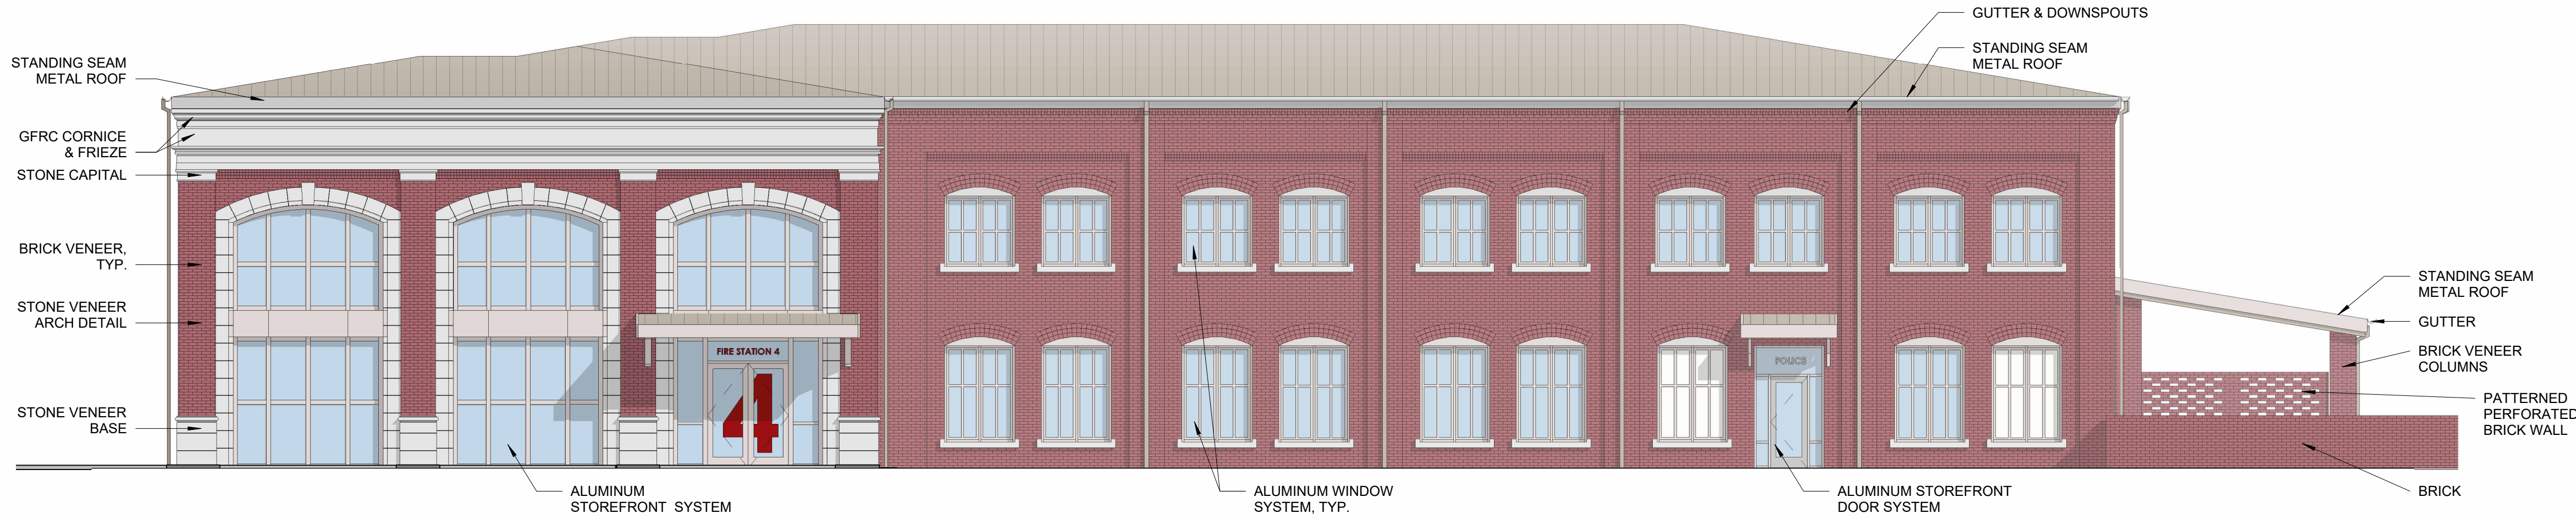 GUTTER & DOWNSPOUTS
STANDING SEAM
METAL ROOF
STANDING SEAM
METAL ROOF
GFRC CORNICE
& FRIEZE
STONE CAPITAL
BRICK VENEER,
TYP.
STONE VENEER
ARCH DETAIL
STONE VENEER
BASE
FIRE STATION 4
4
POLICE
STANDING SEAM
METAL ROOF
GUTTER
BRICK VENEER
COLUMNS
PATTERNED
PERFORATED
BRICK WALL
BRICK
ALUMINUM
STOREFRONT SYSTEM
ALUMINUM WINDOW
SYSTEM, TYP.
ALUMINUM STOREFRONT
DOOR SYSTEM